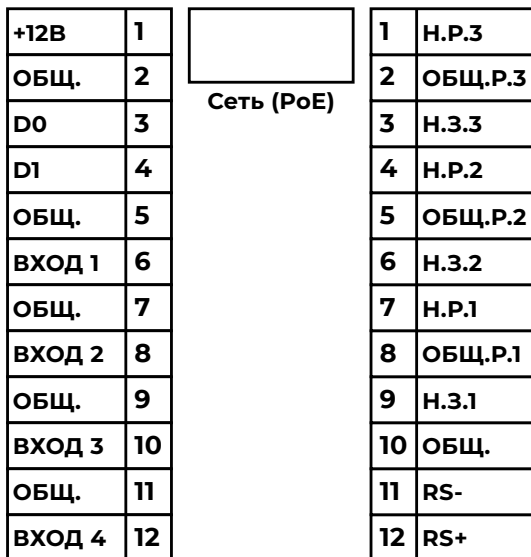 +12В 1
ОБЩ. 2
D0 3
D1 4
ОБЩ. 5
ВХОД 1 6
ОБЩ. 7
ВХОД 2 8
ОБЩ. 9
ВХОД 3 10
ОБЩ. 11
ВХОД 4 12
Сеть (PoE)
1 Н.Р.3
2 ОБЩ.Р.3
3 Н.З.3
4 Н.Р.2
5 ОБЩ.Р.2
6 Н.З.2
7 Н.Р.1
8 ОБЩ.Р.1
9 Н.З.1
10 ОБЩ.
11 RS-
12 RS+